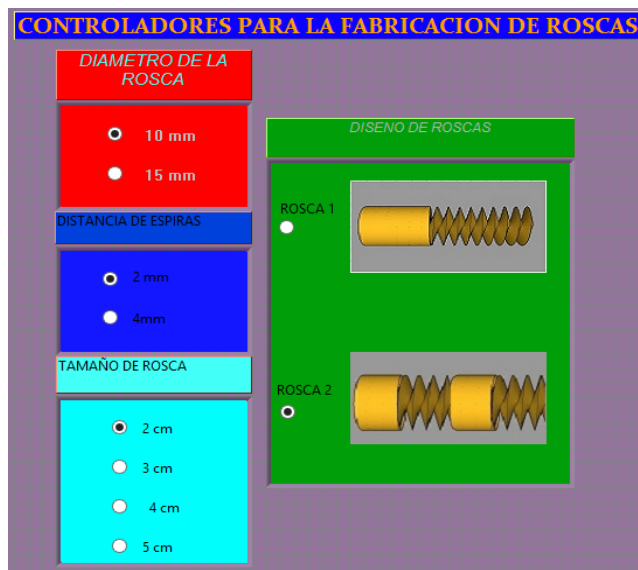 CONTROLADORES PARA LA FABRICACION DE ROSCAS
DIAMETRO DE LA
ROSCA
10 mm
15 mm
DISTANCIA DE ESPIRAS
2 mm
4mm
TAMAÑO DE ROSCA
2 cm
3 cm
4 cm
5 cm
DISENO DE ROSCAS
ROSCA 1
ROSCA 2